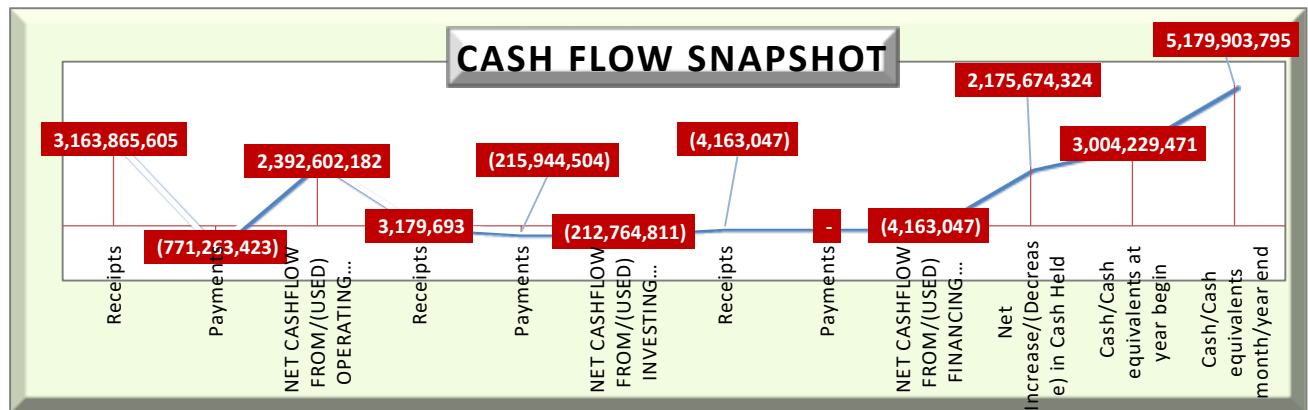 CASH FLOW SNAPSHOT
5,179,903,795
2,175,674,324
3,163,865,605
2,392,602,182
(215,944,504)
(4,163,047)
3,004,229,471
(771,263,423)
3,179,693
(212,764,811)
-
(4,163,047)
Receipts
Payments
NET CASHFLOW
FROM/(USED)
OPERATING…
Receipts
Payments
NET CASHFLOW
FROM/(USED)
INVESTING…
Receipts
Payments
NET CASHFLOW
FROM/(USED)
FINANCING…
Net
Increase/(Decreas
e) in Cash Held
Cash/Cash
equivalents at
year begin
Cash/Cash
equivalents
month/year end